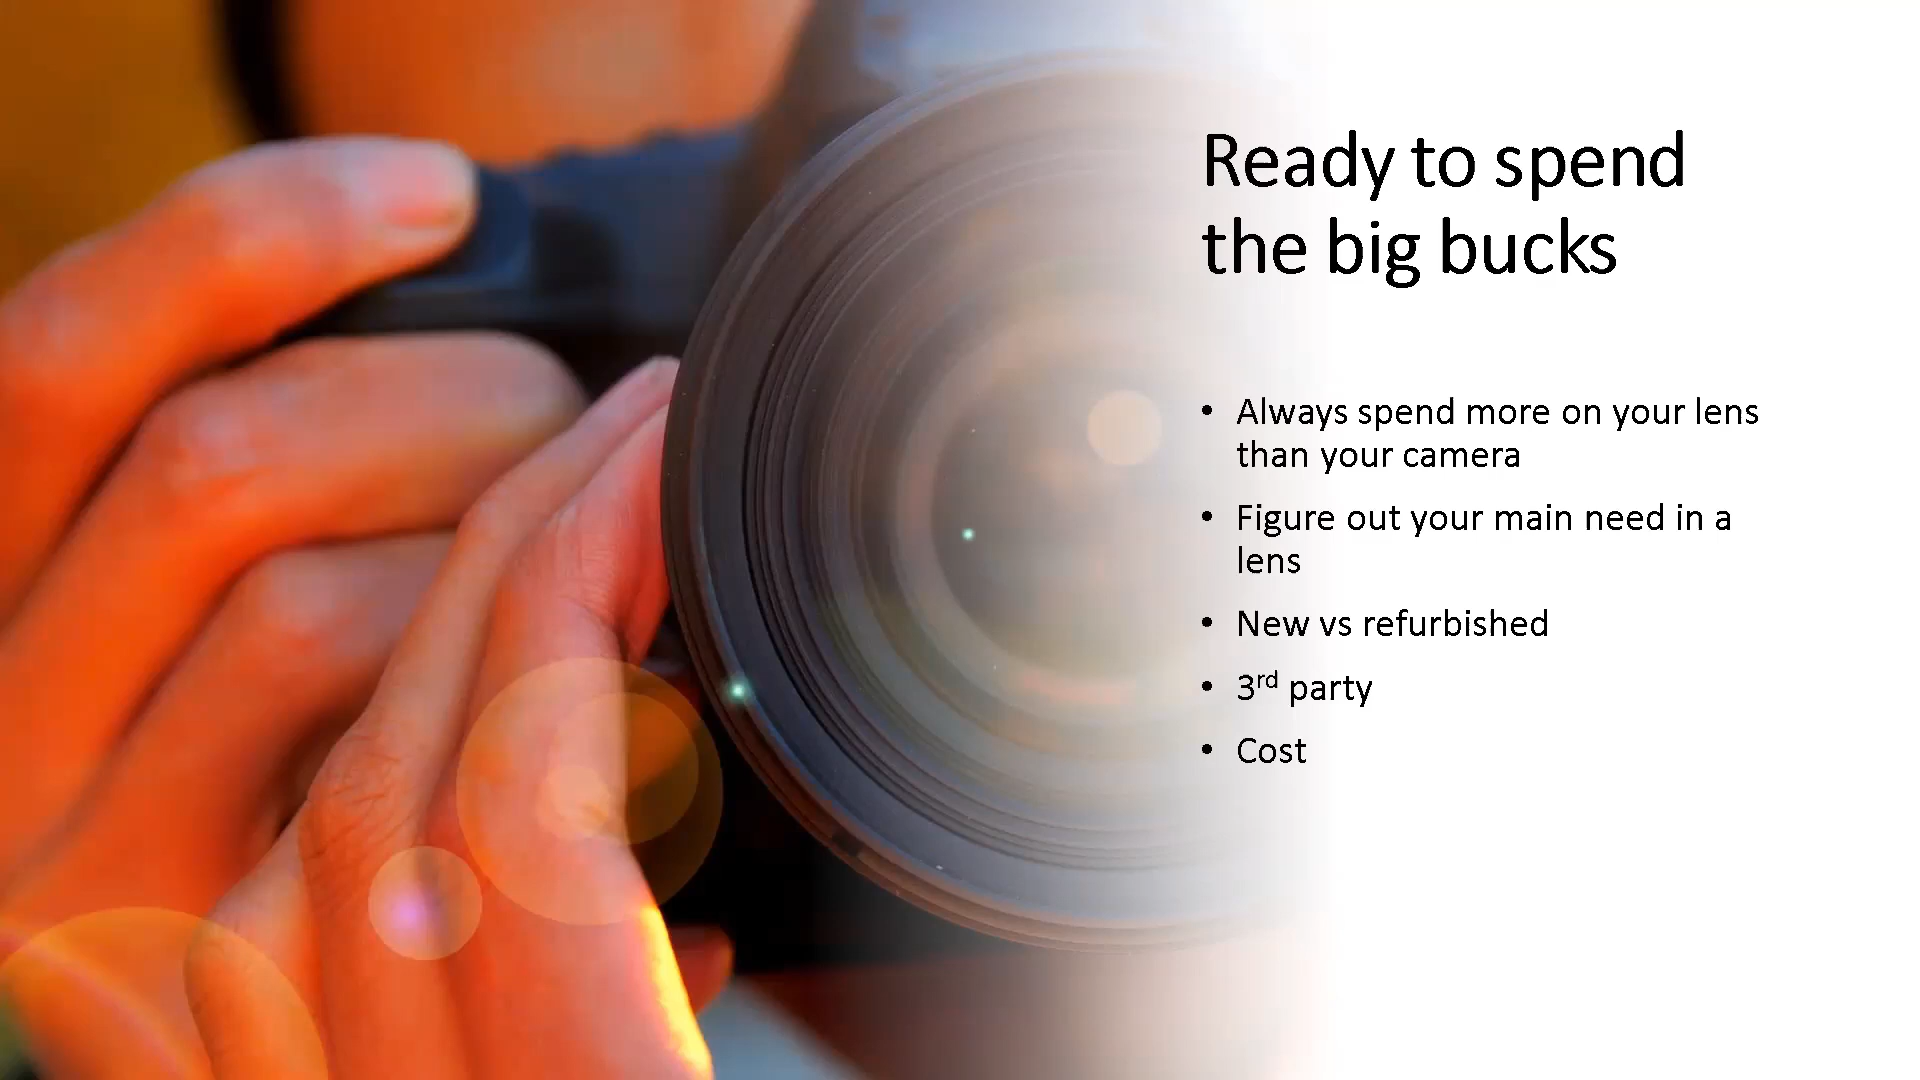 Ready to spend
the big bucks
• Always spend more on your lens
than your camera
• Figure out your main need in a
lens
• New vs refurbished
• 3rd party
• Cost